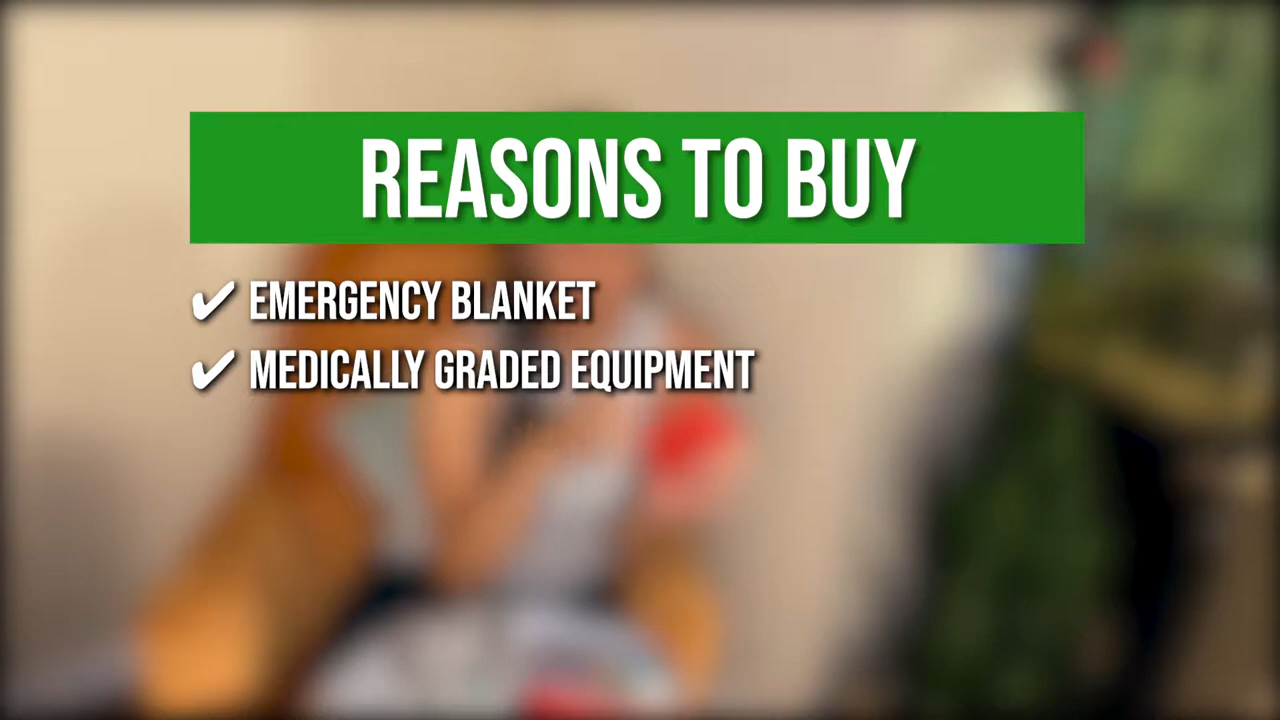 REASONS TO BUY
✔ EMERGENCY BLANKET
✔ MEDICALLY GRADED EQUIPMENT